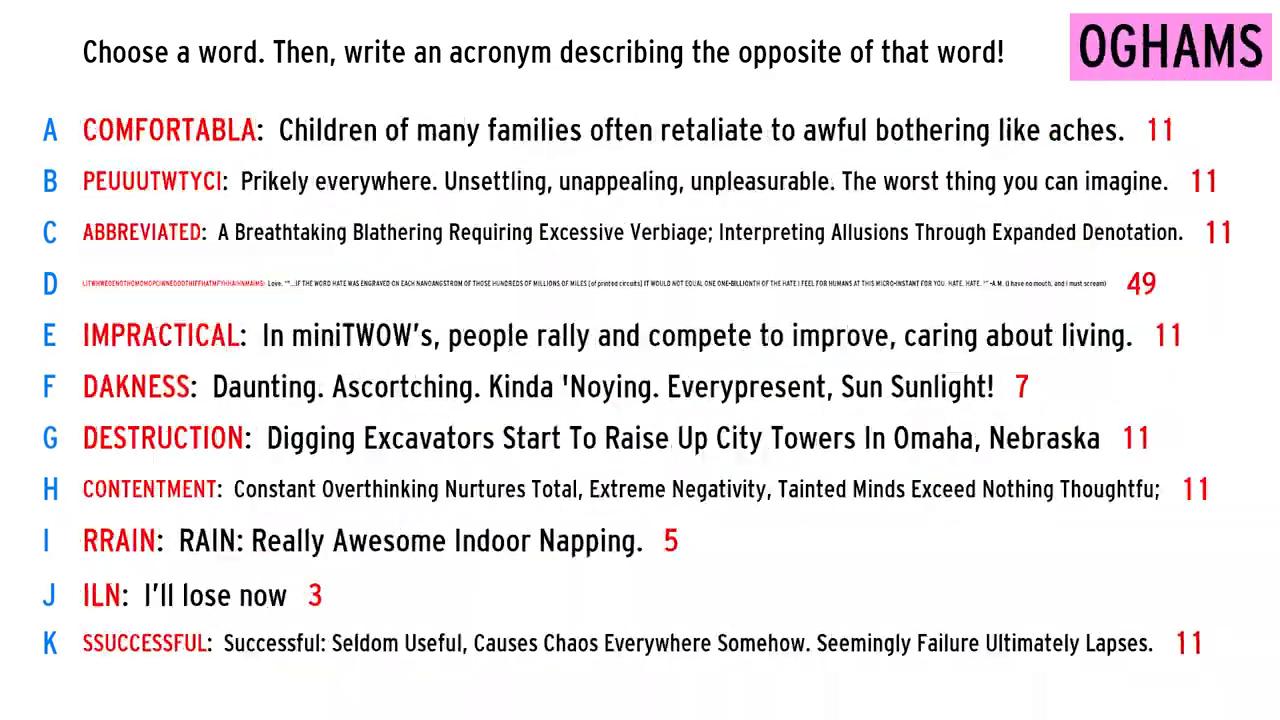 Choose a word. Then, write an acronym describing the opposite of that word!
OGHAMS
A COMFORTABLA: Children of many families often retaliate to awful bothering like aches. 11
B PEUUUTWTYCI: Prikely everywhere. Unsettling, unappealing, unpleasurable. The worst thing you can imagine. 11
C ABBREVIATED: A Breathtaking Blathering Requiring Excessive Verbiage; Interpreting Allusions Through Expanded Denotation. 11
D Love. ""...IF THE WORD HATE WAS ENGRAVED ON EACH NANOANGSTROM OF THOSE HUNDREDS OF MILLIONS OF MILES (of printed circuits) IT WOULD NOT EQUAL ONE ONE-BILLIONTH OF THE HATE I FEEL FOR HUMANS AT THIS MICRO-INSTANT FOR YOU. HATE. HATE. !"" -A.M. (I have no mouth, and I must scream) 49
E IMPRACTICAL: In miniTWOW's, people rally and compete to improve, caring about living. 11
F DAKNESS: Daunting. Ascortching. Kinda 'Noying. Everypresent, Sun Sunlight! 7
G DESTRUCTION: Digging Excavators Start To Raise Up City Towers In Omaha, Nebraska 11
H CONTENTMENT: Constant Overthinking Nurtures Total, Extreme Negativity, Tainted Minds Exceed Nothing Thoughtfu; 11
I RRAIN: RAIN: Really Awesome Indoor Napping. 5
J ILN: I'll lose now 3
K SSUCCESSFUL: Successful: Seldom Useful, Causes Chaos Everywhere Somehow. Seemingly Failure Ultimately Lapses. 11